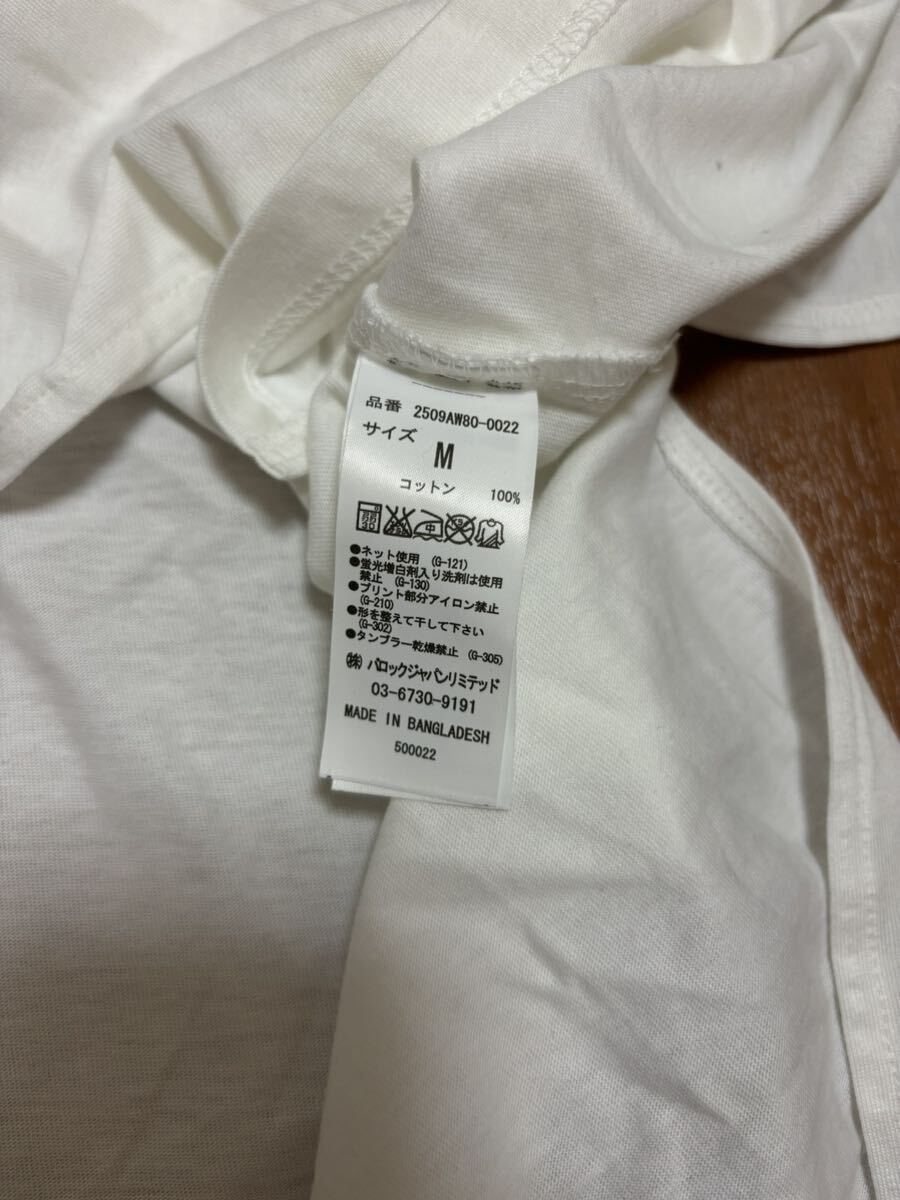 品番 2509AW80-0022
サイズ
M
コットン 100%
中
●ネット使用 (G-121)
●蛍光増白剤入り洗剤は使用
禁止 (G-130)
●プリント部分アイロン禁止
(G-210)
●形を整えて干して下さい
(G-302)
●タンブラー乾燥禁止 (G-305)
㈱バロックジャパンリミテッド
03-6730-9191
MADE IN BANGLADESH
500022